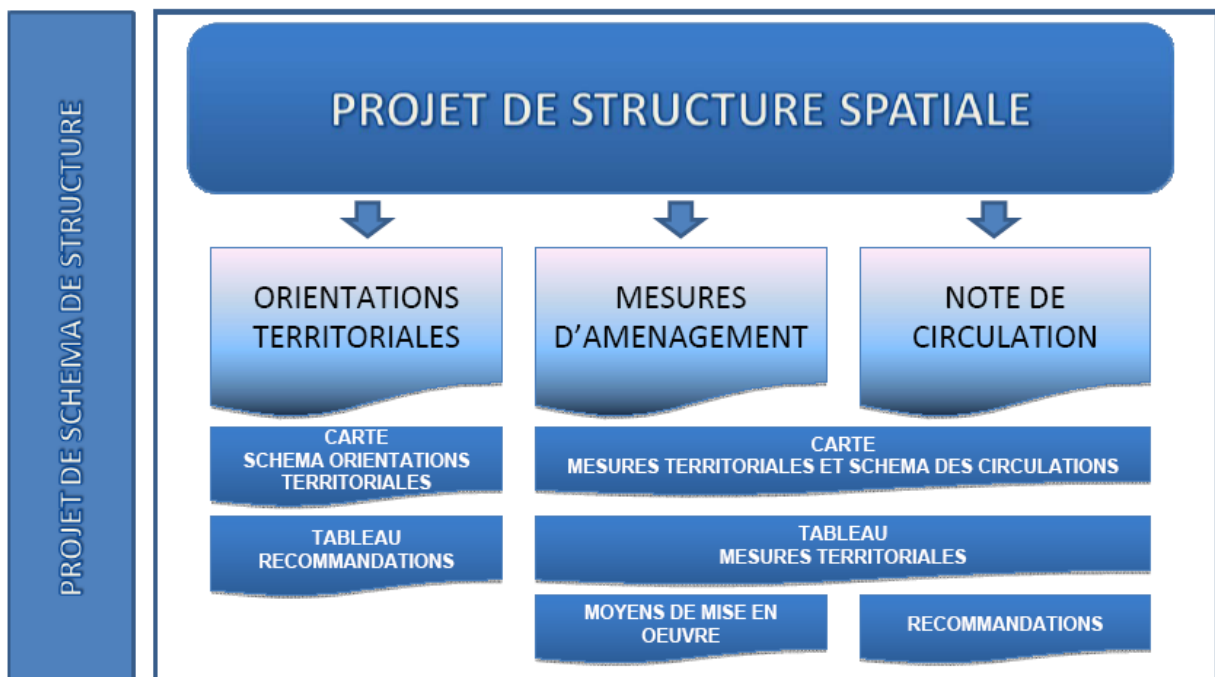 PROJET DE SCHEMA DE STRUCTURE
PROJET DE STRUCTURE SPATIALE
ORIENTATIONS
TERRITORIALES
MESURES
D’AMENAGEMENT
NOTE DE
CIRCULATION
CARTE
SCHEMA ORIENTATIONS
TERRITORIALES
CARTE
MESURES TERRITORIALES ET SCHEMA DES CIRCULATIONS
TABLEAU
RECOMMANDATIONS
TABLEAU
MESURES TERRITORIALES
MOYENS DE MISE EN
OEUVRE
RECOMMANDATIONS